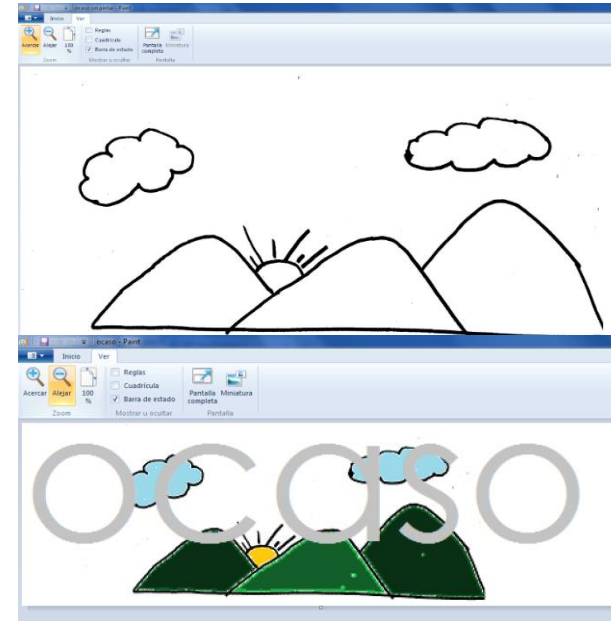 Inicio Ver
Acercar Alejar 100 %
Reglas
Cuadrícula
Barra de estado
Pantalla completa Miniatura
Zoom Mostrar u ocultar Pantalla
ocaso - Paint
Inicio Ver
Acercar Alejar 100 %
Reglas
Cuadrícula
Barra de estado
Pantalla completa Miniatura
Zoom Mostrar u ocultar Pantalla
ocaso